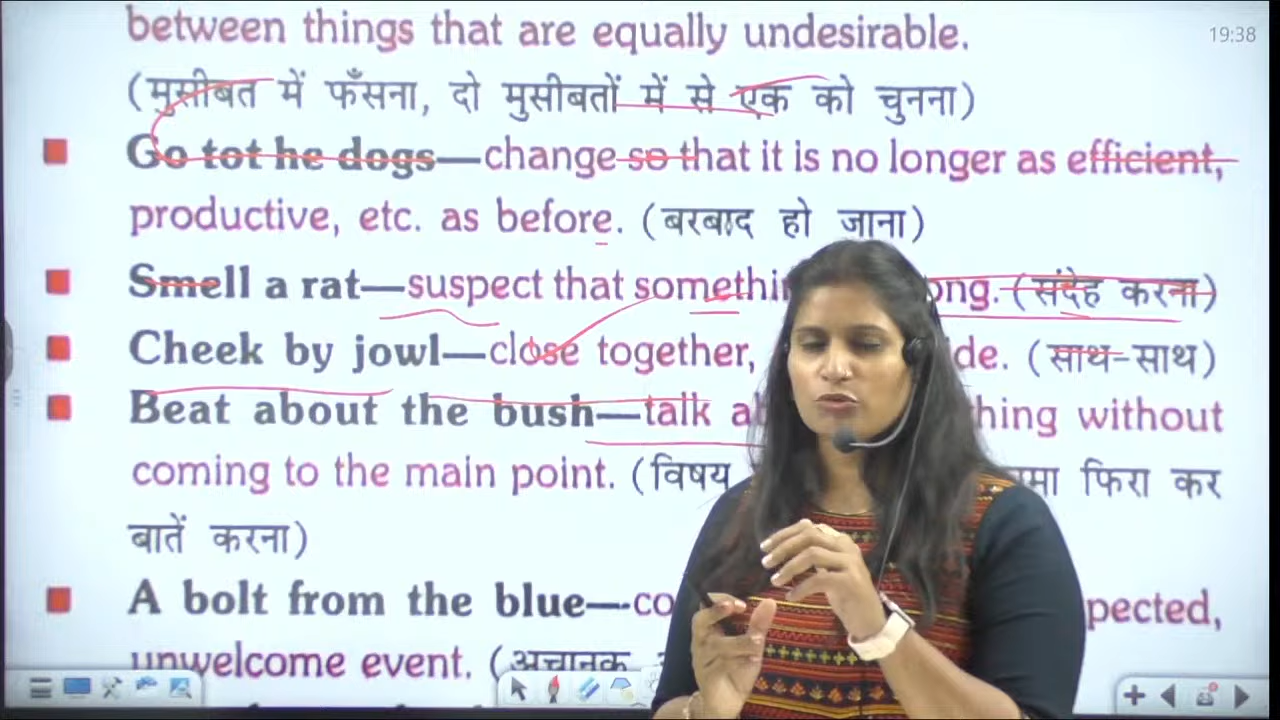 between things that are equally undesirable.
19:38
(मुसीबत में फँसना, दो मुसीबतों में से एक को चुनना)
Go tot he dogs—change so that it is no longer as efficient,
productive, etc. as before. (बरबाद हो जाना)
Smell a rat—suspect that ong. (संदेह करना)
Cheek by jowl—close together, de. (साथ-साथ)
Beat about the bush—talk hing without
coming to the main point. (विषय फिरा कर
बातें करना)
A bolt from the blue—co pected,
unwelcome event. (अचानक